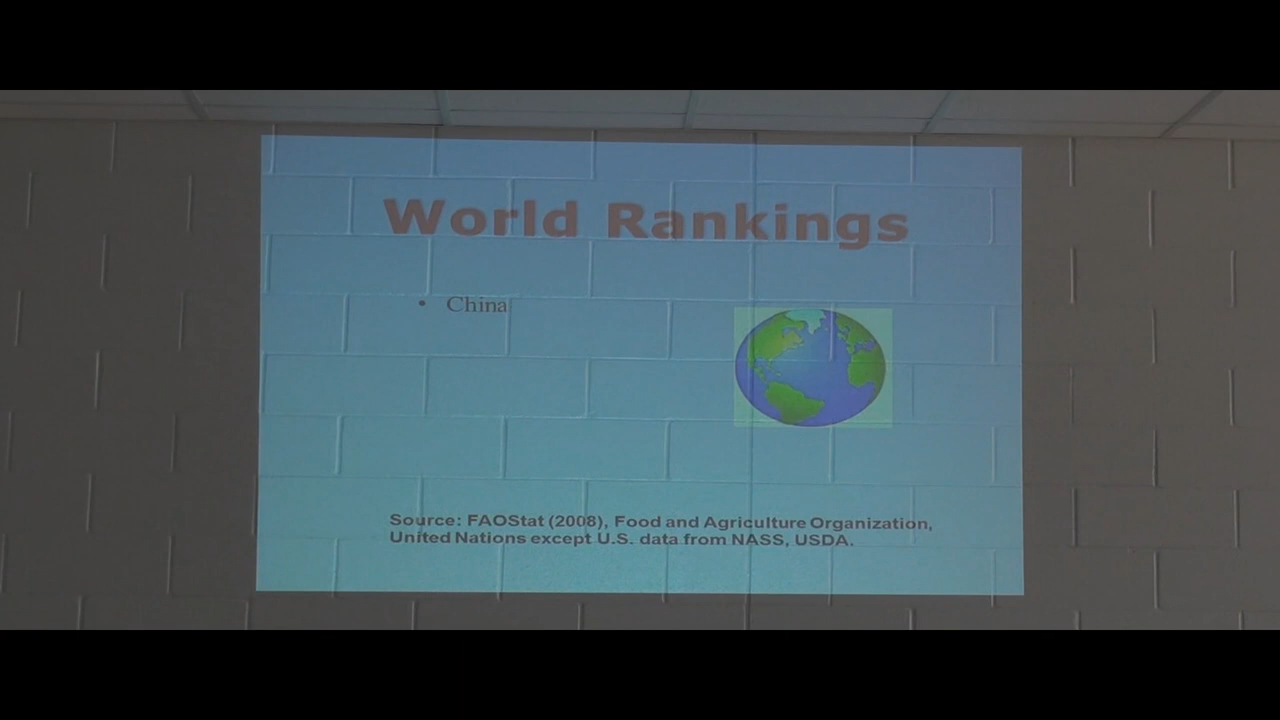 World Rankings
• China
Source: FAOStat (2008), Food and Agriculture Organization,
United Nations except U.S. data from NASS, USDA.